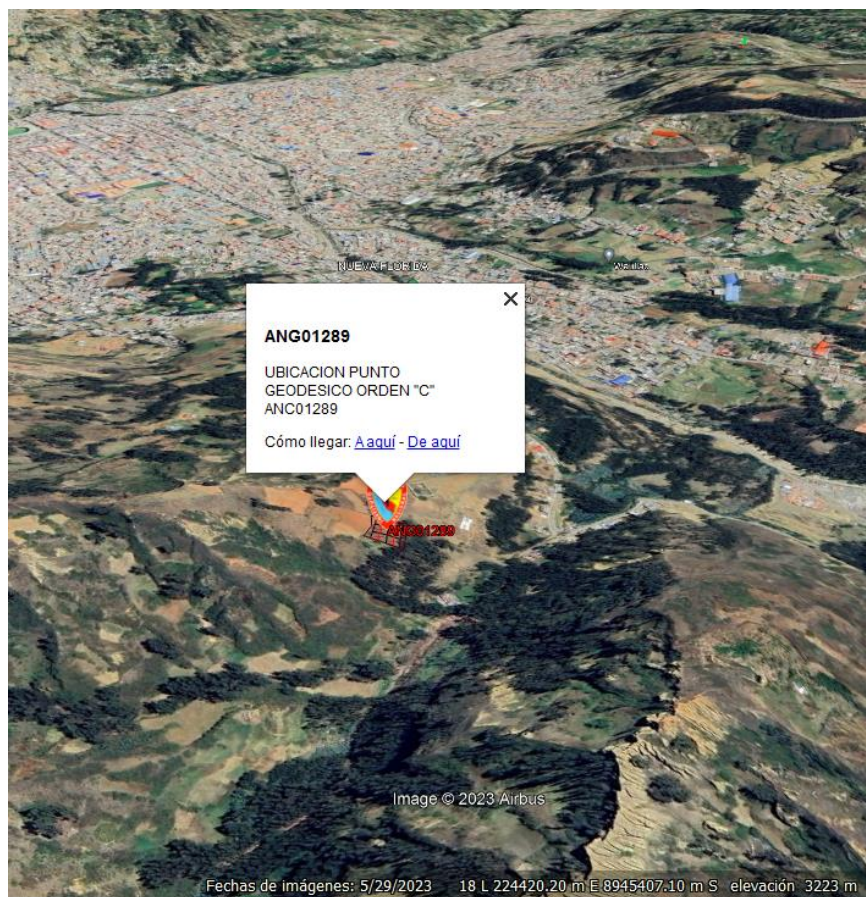 NUEVA FLORIDA
Wallas
ANG01289
UBICACION PUNTO
GEODESICO ORDEN "C"
ANC01289
Cómo llegar: A aquí - De aquí
ANG01289
Image © 2023 Airbus
Fechas de imágenes: 5/29/2023 18 L 224420.20 m E 8945407.10 m S elevación 3223 m